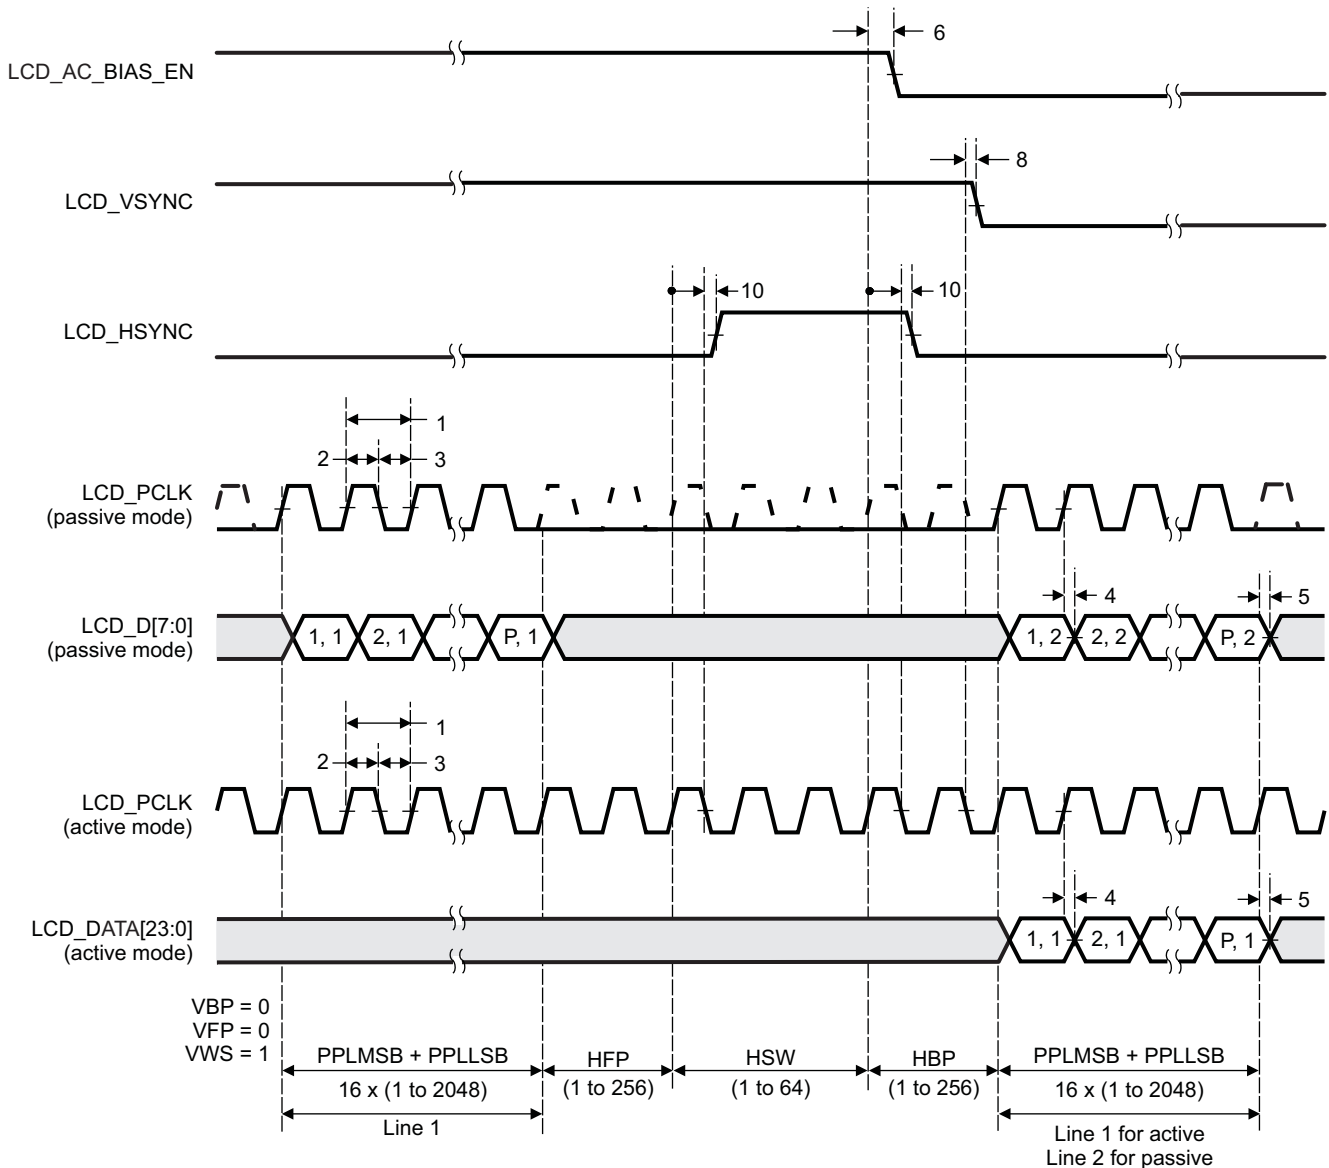 6
LCD_AC_BIAS_EN
8
LCD_VSYNC
10
10
LCD_HSYNC
1
2
3
LCD_PCLK
(passive mode)
4
5
LCD_D[7:0]
(passive mode)
1, 1
2, 1
P, 1
1, 2
2, 2
P, 2
1
2
3
LCD_PCLK
(active mode)
4
5
LCD_DATA[23:0]
(active mode)
1, 1
2, 1
P, 1
VBP = 0
VFP = 0
VWS = 1
PPLMSB + PPLLSB
16 x (1 to 2048)
Line 1
HFP
(1 to 256)
HSW
(1 to 64)
HBP
(1 to 256)
PPLMSB + PPLLSB
16 x (1 to 2048)
Line 1 for active
Line 2 for passive